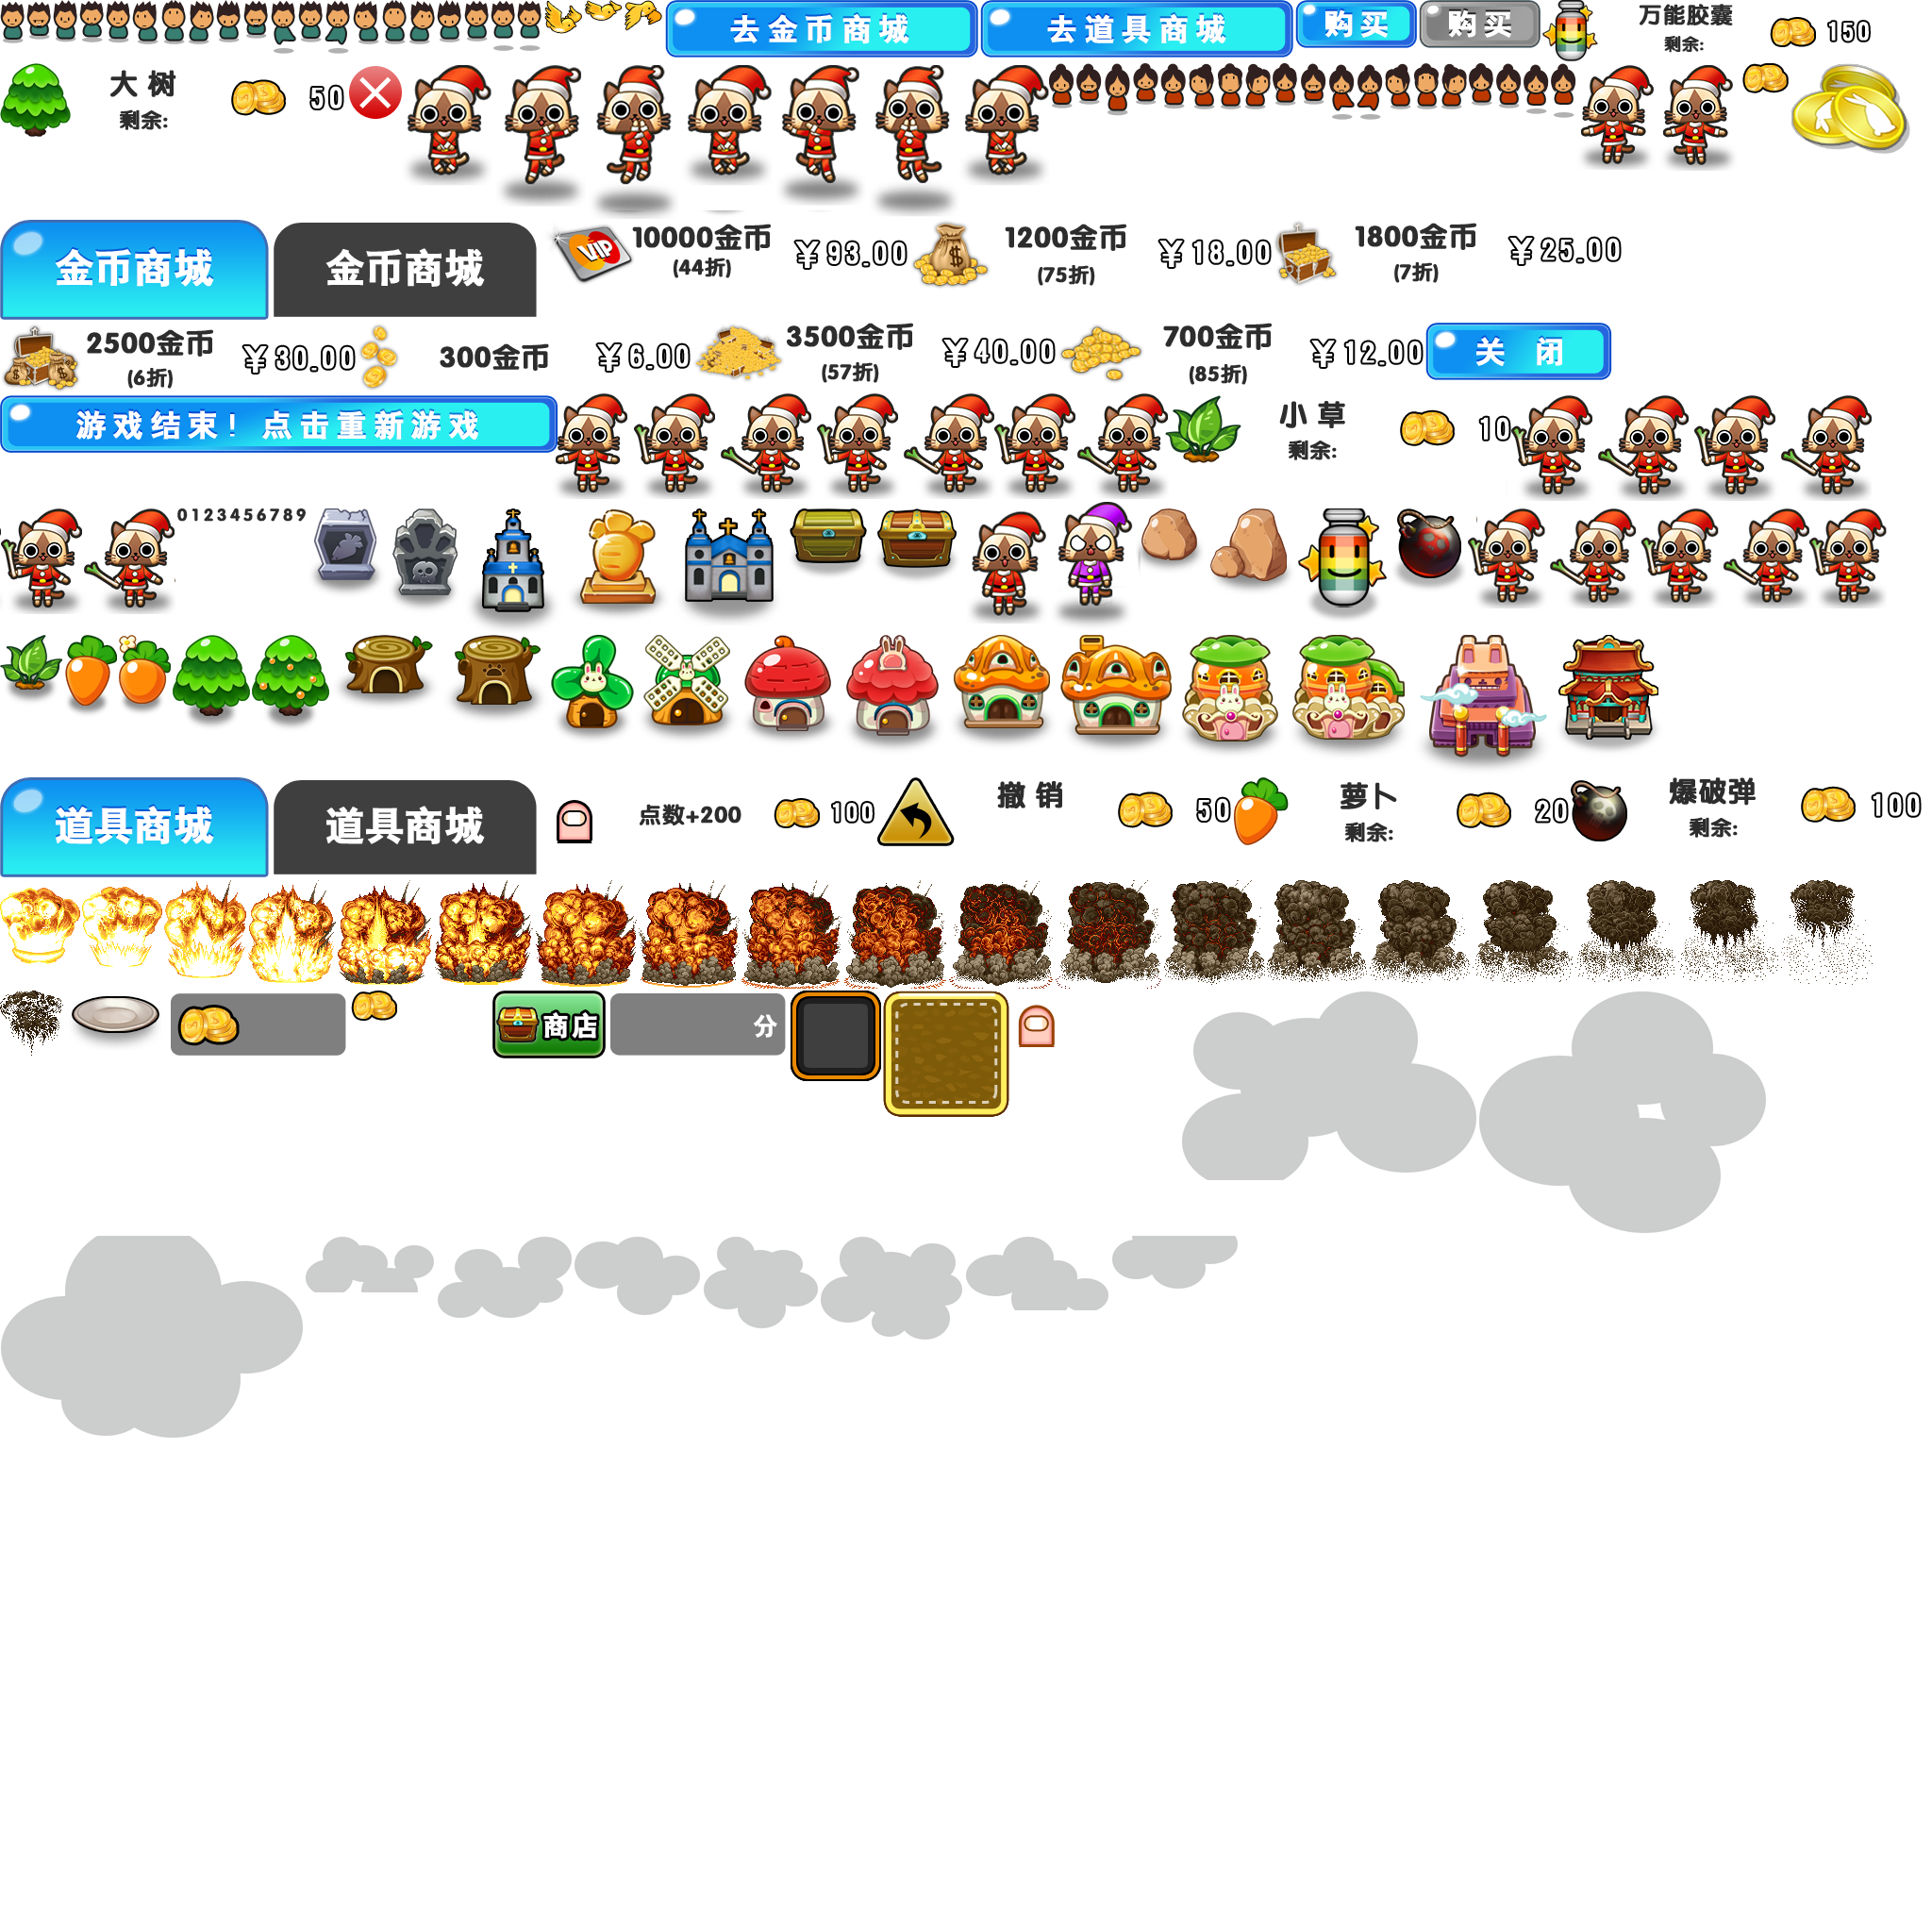 去金币商城
去道具商城
购买
购买
万能胶囊
剩余:
150
大树
剩余:
50
金币商城
金币商城
VIP
10000金币
(44折)
¥93.00
$
1200金币
(75折)
¥18.00
1800金币
(7折)
¥25.00
2500金币
(6折)
¥30.00
300金币
¥6.00
3500金币
(57折)
¥40.00
700金币
(85折)
¥12.00
关 闭
游戏结束! 点击重新游戏
小草
剩余:
10
0123456789
道具商城
道具商城
点数+200
100
撤销
50
萝卜
剩余:
20
爆破弹
剩余:
100
商店
分